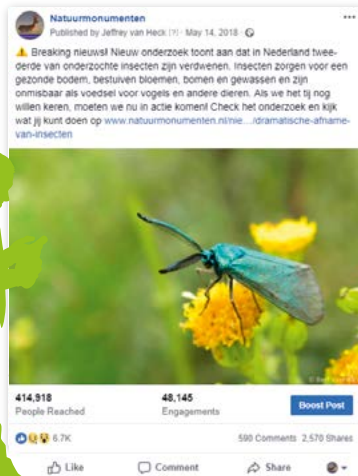 Natuurmonumenten
Published by Jeffrey van Heck [?] · May 14, 2018 ·
⚠ Breaking nieuws! Nieuw onderzoek toont aan dat in Nederland twee-
derde van onderzochte insecten zijn verdwenen. Insecten zorgen voor een
gezonde bodem, bestuiven bloemen, bomen en gewassen en zijn
onmisbaar als voedsel voor vogels en andere dieren. Als we het tij nog
willen keren, moeten we nu in actie komen! Check het onderzoek en kijk
wat jij kunt doen op www.natuurmonumenten.nl/nie.../dramatische-afname-
van-insecten
414,918
People Reached
48,145
Engagements
Boost Post
6.7K
590 Comments 2,570 Shares
Like Comment Share